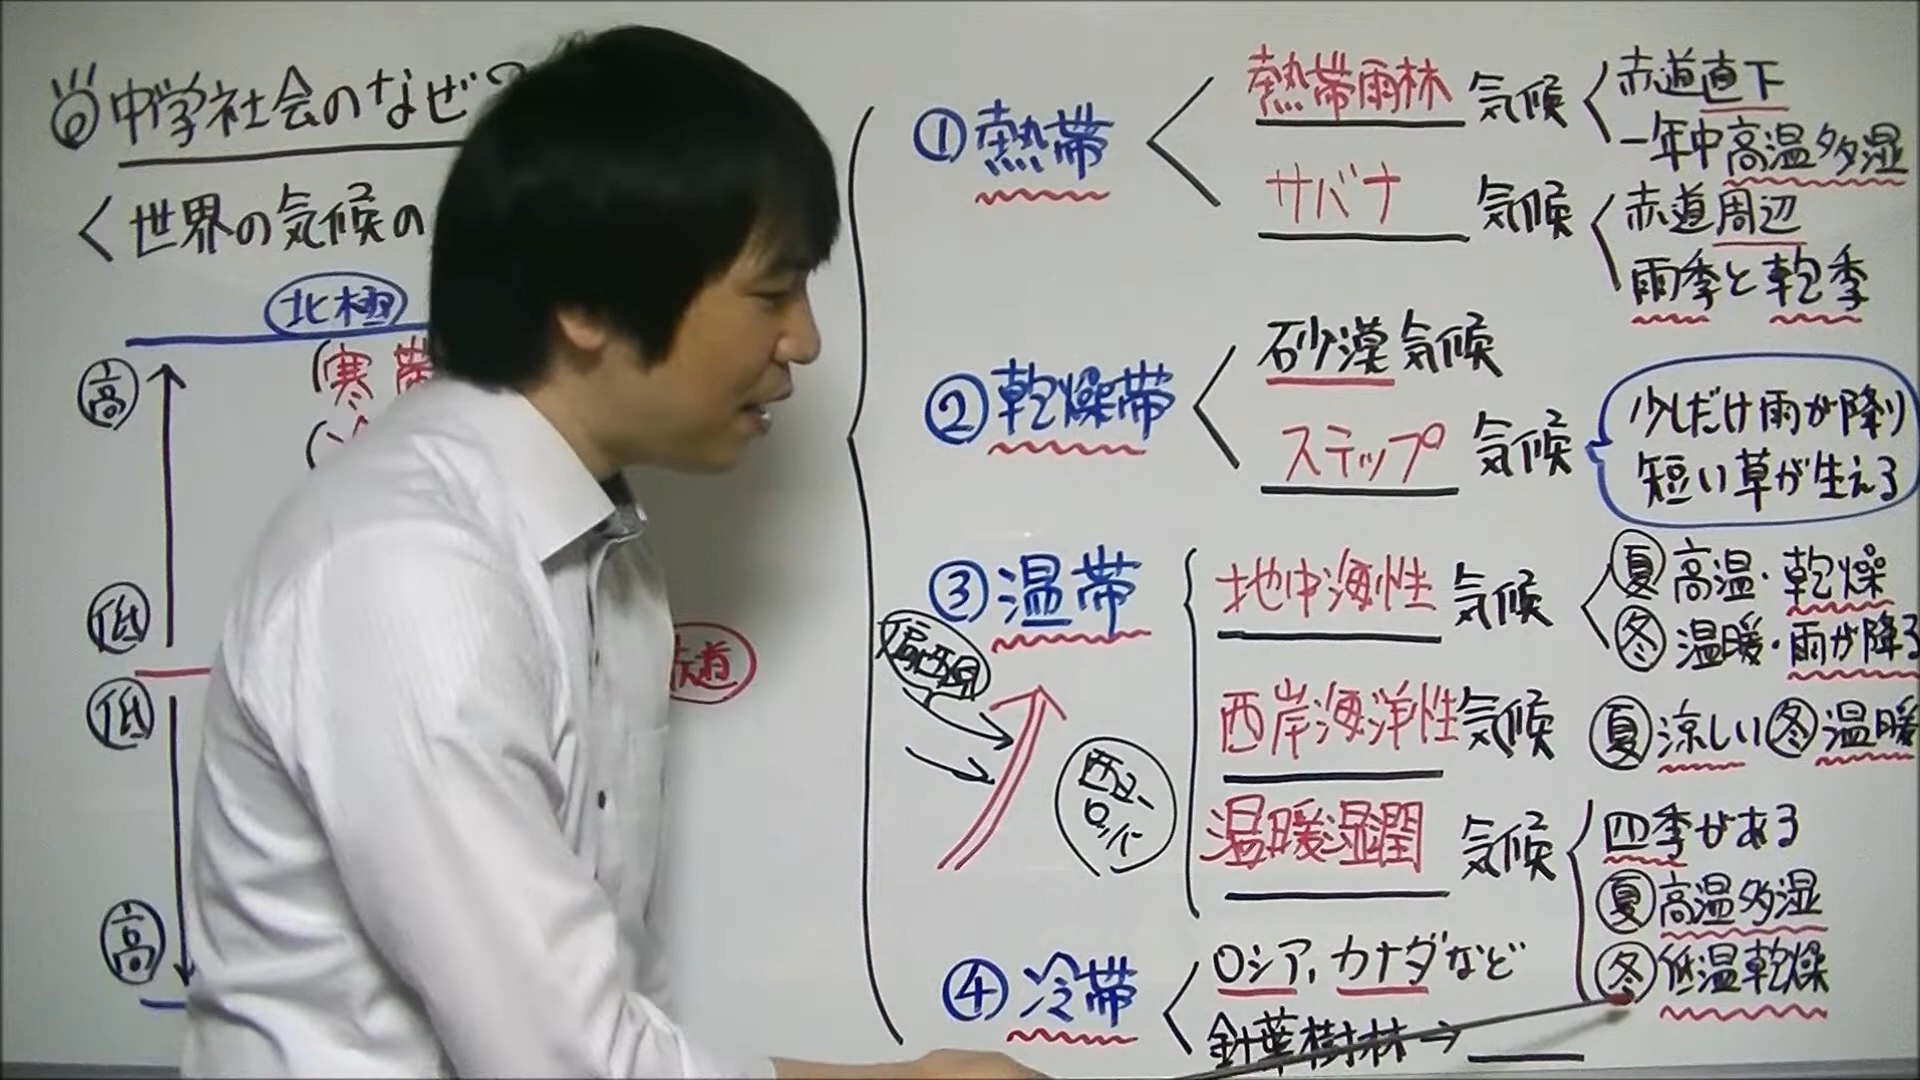 中学社会のなぜ?
〈世界の気候の
北極
高
(寒帯
低
赤道
低
高
①熱帯
熱帯雨林気候
赤道直下
一年中高温多湿
サバナ気候
赤道周辺
雨季と乾季
②乾燥帯
砂漠気候
ステップ気候
少しだけ雨が降り
短い草が生える
③温帯
偏西風
西ヨーロッパ
地中海性気候
夏 高温・乾燥
冬 温暖・雨が降る
西岸海洋性気候
夏 涼しい 冬 温暖
温暖湿潤気候
四季がある
夏 高温多湿
冬 低温乾燥
④冷帯
ロシア,カナダなど
針葉樹林→